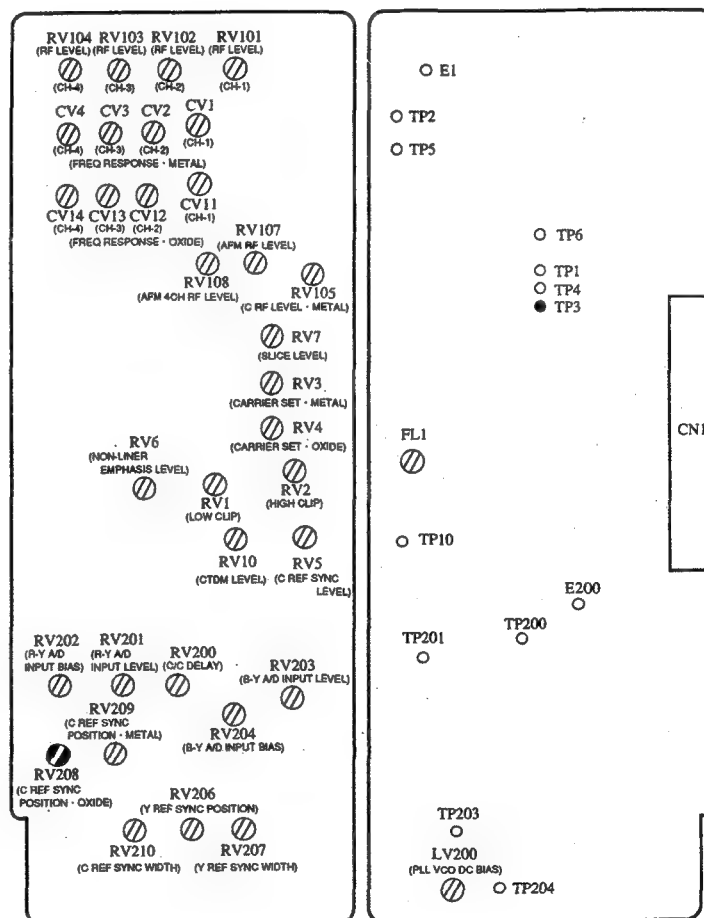 RV104 RV103 RV102 RV101
(RF LEVEL) (RF LEVEL) (RF LEVEL) (RF LEVEL)
(CH-4) (CH-3) (CH-2) (CH-1)
CV4 CV3 CV2 CV1
(CH-4) (CH-3) (CH-2) (CH-1)
(FREQ RESPONSE · METAL)
CV14 CV13 CV12 CV11
(CH-4) (CH-3) (CH-2) (CH-1)
(FREQ RESPONSE · OXIDE)
RV107
(AFM RF LEVEL)
RV108
(AFM 4CH RF LEVEL)
RV105
(C RF LEVEL · METAL)
RV7
(SLICE LEVEL)
RV3
(CARRIER SET · METAL)
RV4
(CARRIER SET · OXIDE)
RV6
(NON-LINER
EMPHASIS LEVEL)
RV1
(LOW CLIP)
RV2
(HIGH CLIP)
RV10
(CTDM LEVEL)
RV5
(C REF SYNC
LEVEL)
RV202
(R-Y A/D
INPUT BIAS)
RV201
(R-Y A/D
INPUT LEVEL)
RV200
(C/C DELAY)
RV203
(B-Y A/D INPUT LEVEL)
RV209
(C REF SYNC
POSITION · METAL)
RV204
(B-Y A/D INPUT BIAS)
RV208
(C REF SYNC
POSITION · OXIDE)
RV206
(Y REF SYNC POSITION)
RV210
(C REF SYNC WIDTH)
RV207
(Y REF SYNC WIDTH)
E1
TP2
TP5
TP6
TP1
TP4
TP3
CN1
FL1
TP10
E200
TP200
TP201
TP203
LV200
(PLL VCO DC BIAS)
TP204